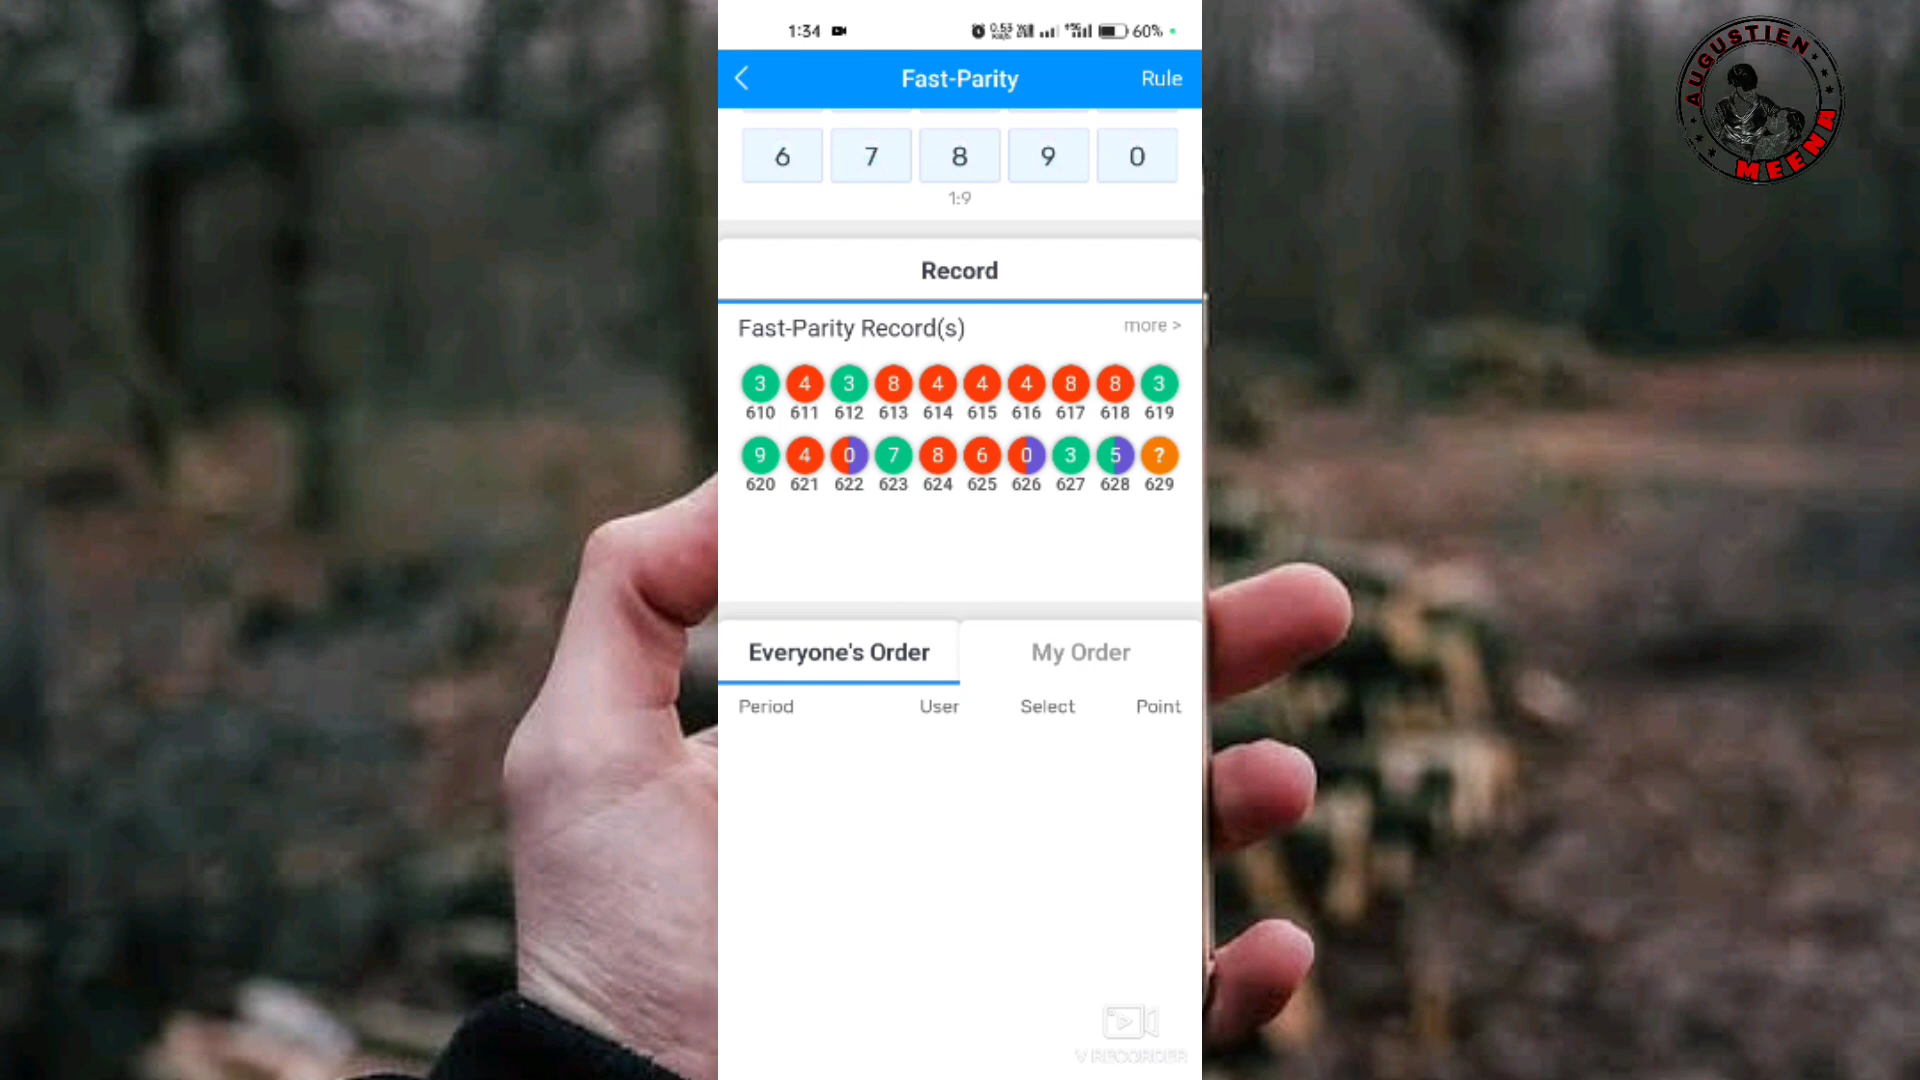 1:34 60%
Fast-Parity Rule
6 7 8 9 0
1:9
Record
Fast-Parity Record(s) more >
3 4 3 8 4 4 4 8 8 3
610 611 612 613 614 615 616 617 618 619
9 4 0 7 8 6 0 3 5 ?
620 621 622 623 624 625 626 627 628 629
Everyone's Order My Order
Period User Select Point
V RECORDER
AUGUSTIEN
MEENA